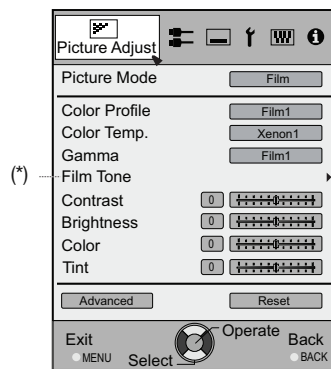 Picture Adjust
Picture Mode Film
Color Profile Film1
Color Temp. Xenon1
Gamma Film1
(*) Film Tone
Contrast 0
Brightness 0
Color 0
Tint 0
Advanced Reset
Exit Operate Back
MENU Select BACK